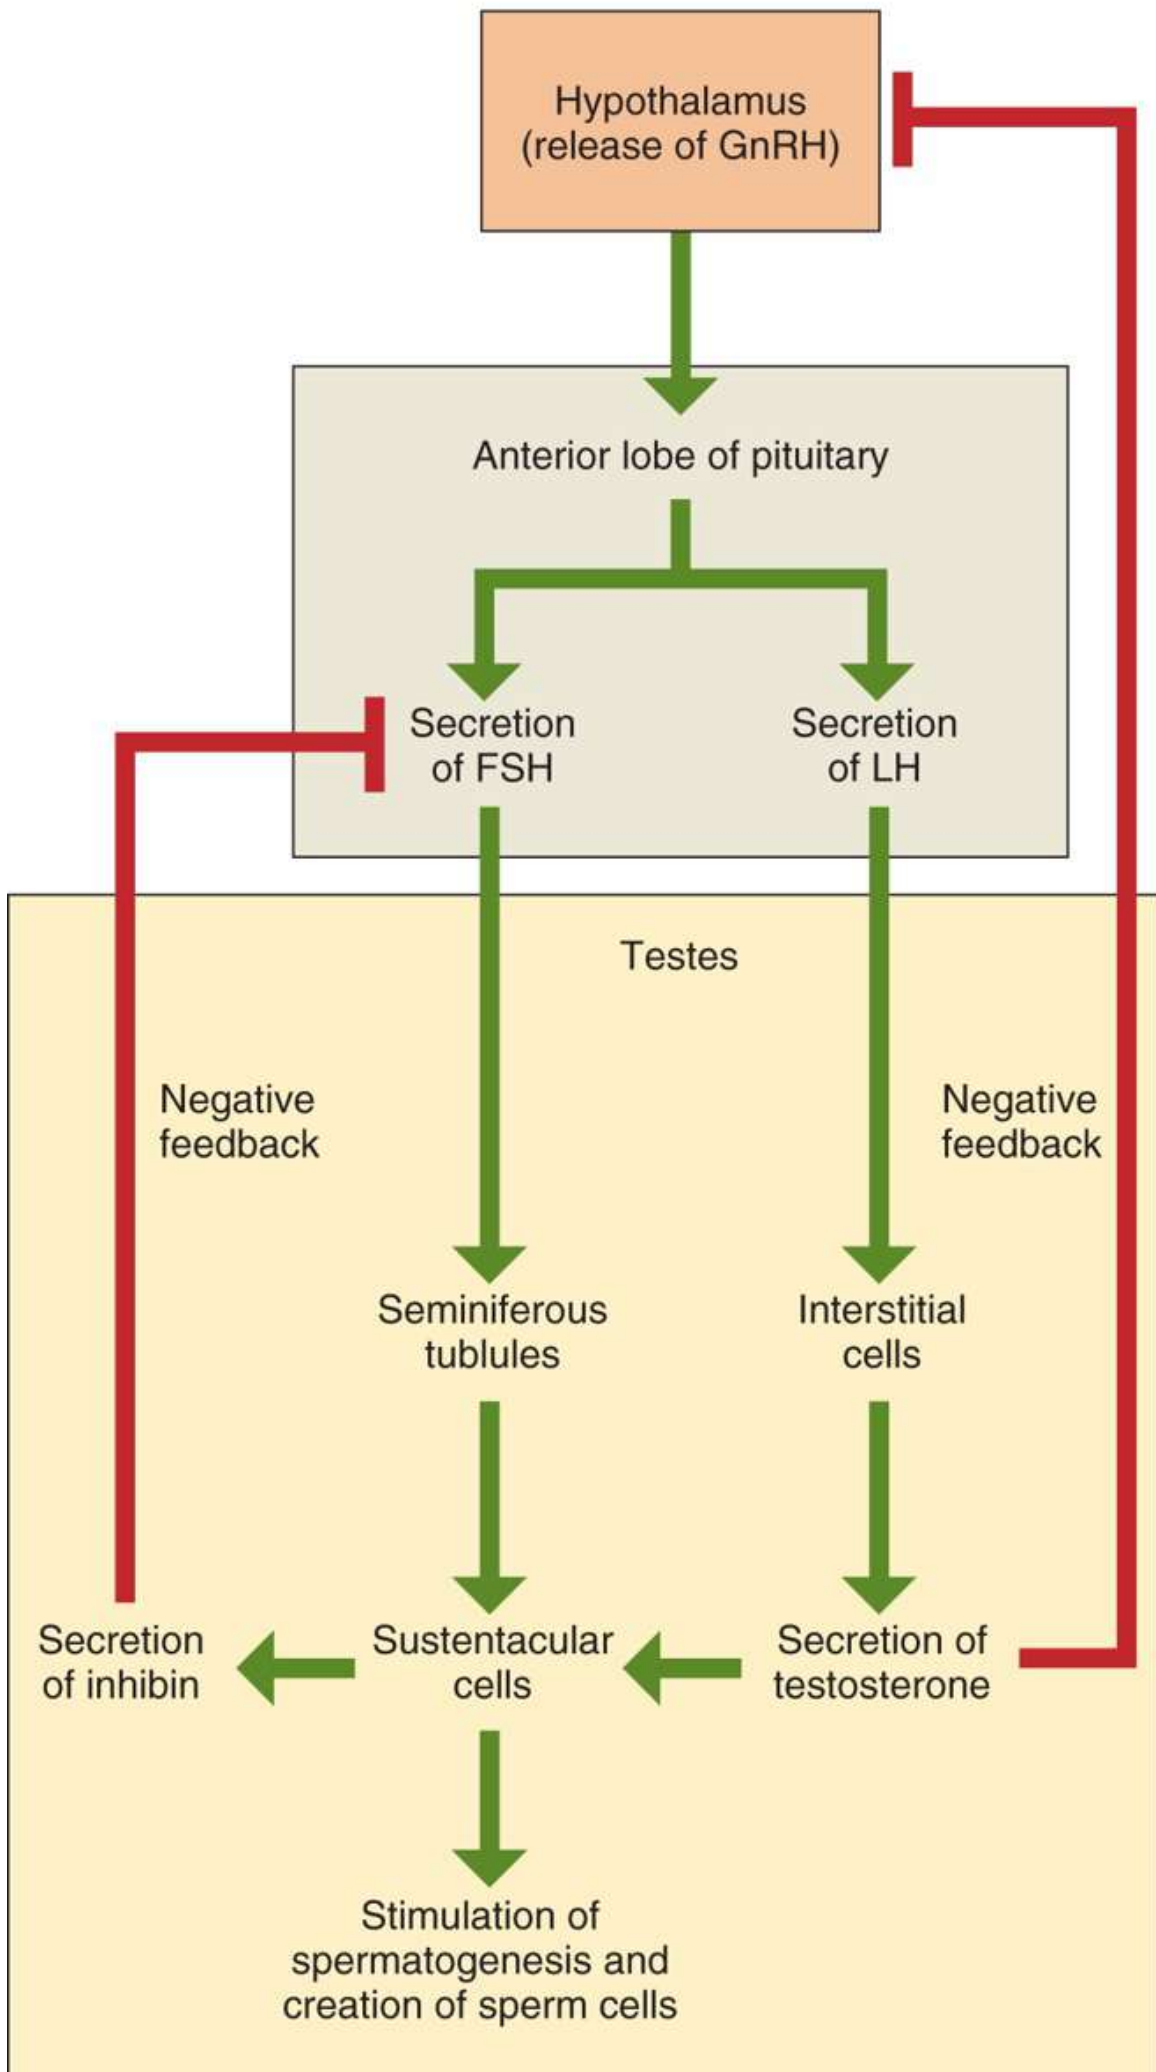 Hypothalamus
(release of GnRH)
Anterior lobe of pituitary
Secretion
of FSH
Secretion
of LH
Testes
Negative
feedback
Negative
feedback
Seminiferous
tublules
Interstitial
cells
Secretion
of inhibin
Sustentacular
cells
Secretion of
testosterone
Stimulation of
spermatogenesis and
creation of sperm cells